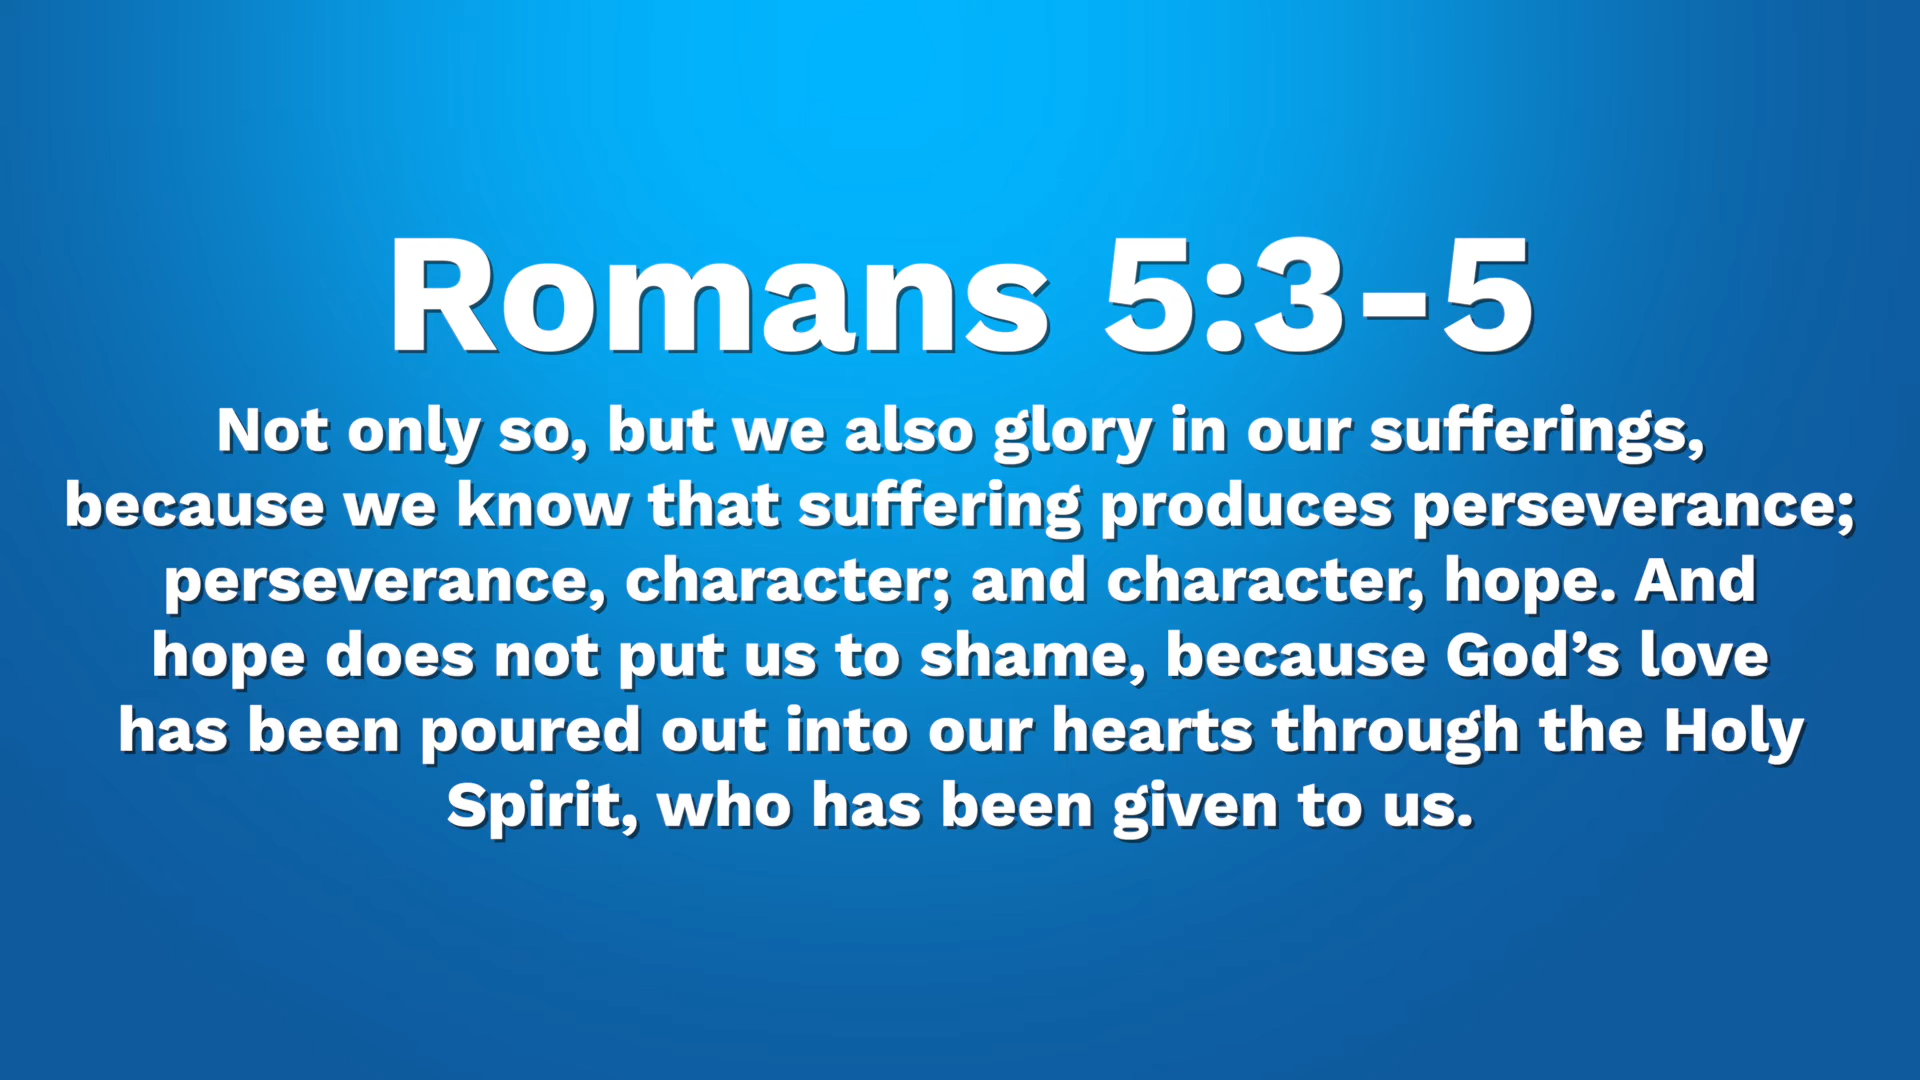 Romans 5:3-5
Not only so, but we also glory in our sufferings,
because we know that suffering produces perseverance;
perseverance, character; and character, hope. And
hope does not put us to shame, because God’s love
has been poured out into our hearts through the Holy
Spirit, who has been given to us.